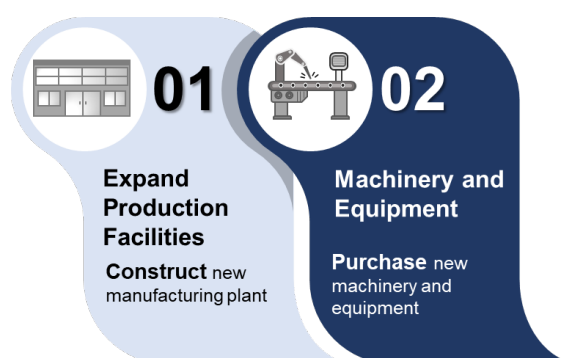 01
Expand
Production
Facilities
Construct new
manufacturing plant
02
Machinery and
Equipment
Purchase new
machinery and
equipment